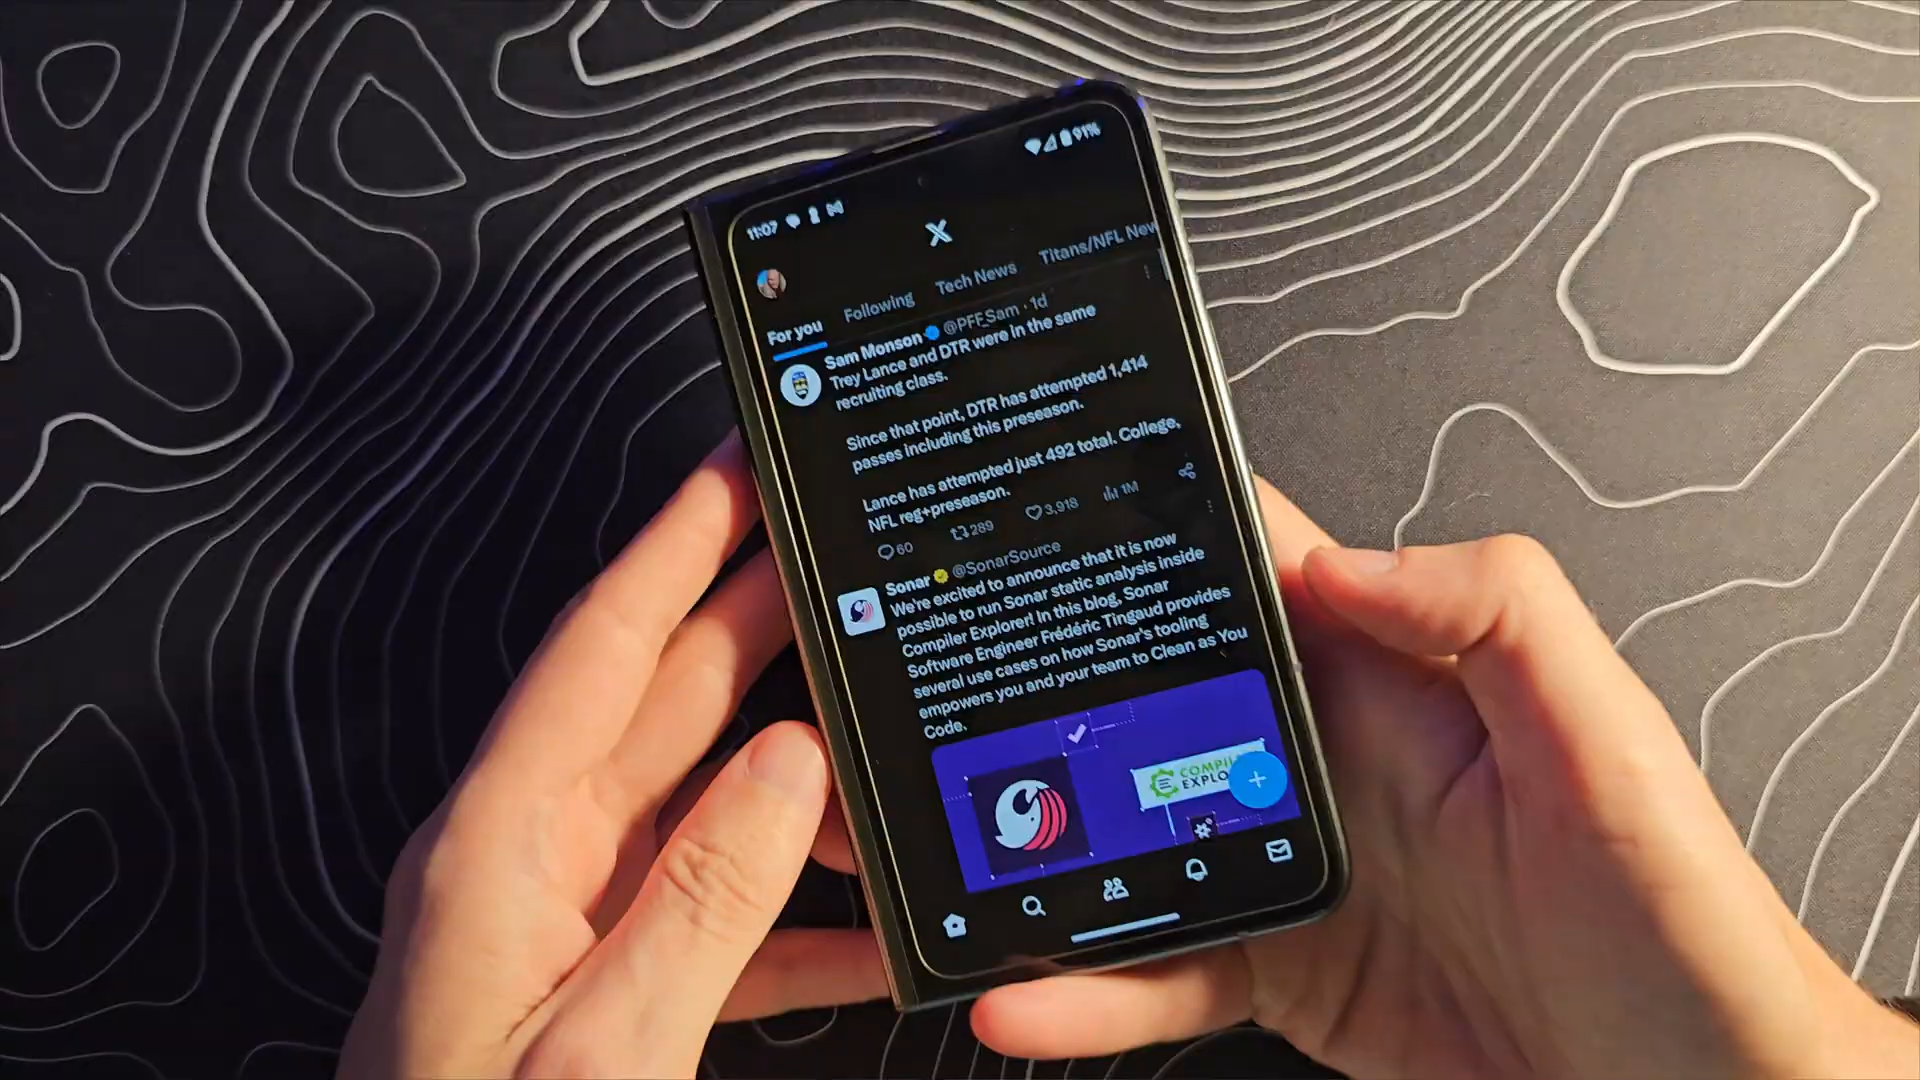 11:07
91%
X
For you
Following
Tech News
Titans/NFL New
Sam Monson @PFF_Sam · 1d
Trey Lance and DTR were in the same
recruiting class.
Since that point, DTR has attempted 1,414
passes including this preseason.
Lance has attempted just 492 total. College,
NFL reg+preseason.
60
289
3,918
1M
Sonar @SonarSource
We're excited to announce that it is now
possible to run Sonar static analysis inside
Compiler Explorer! In this blog, Sonar
Software Engineer Frédéric Tingaud provides
several use cases on how Sonar's tooling
empowers you and your team to Clean as You
Code.
COMPIL
EXPLO